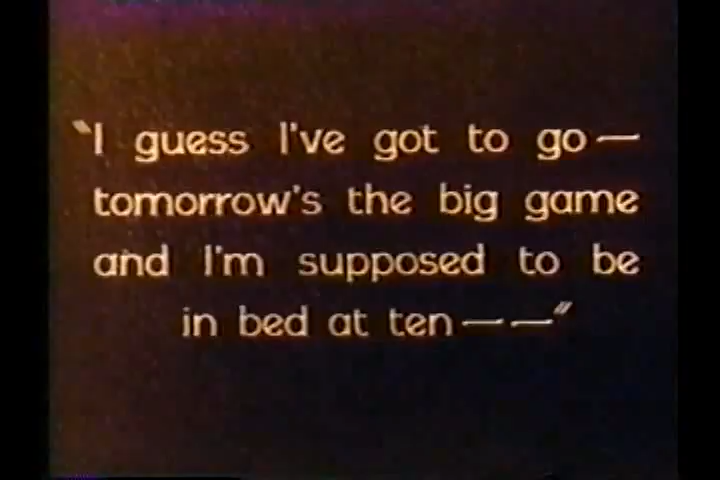 "I guess I've got to go—
tomorrow's the big game
and I'm supposed to be
in bed at ten——"